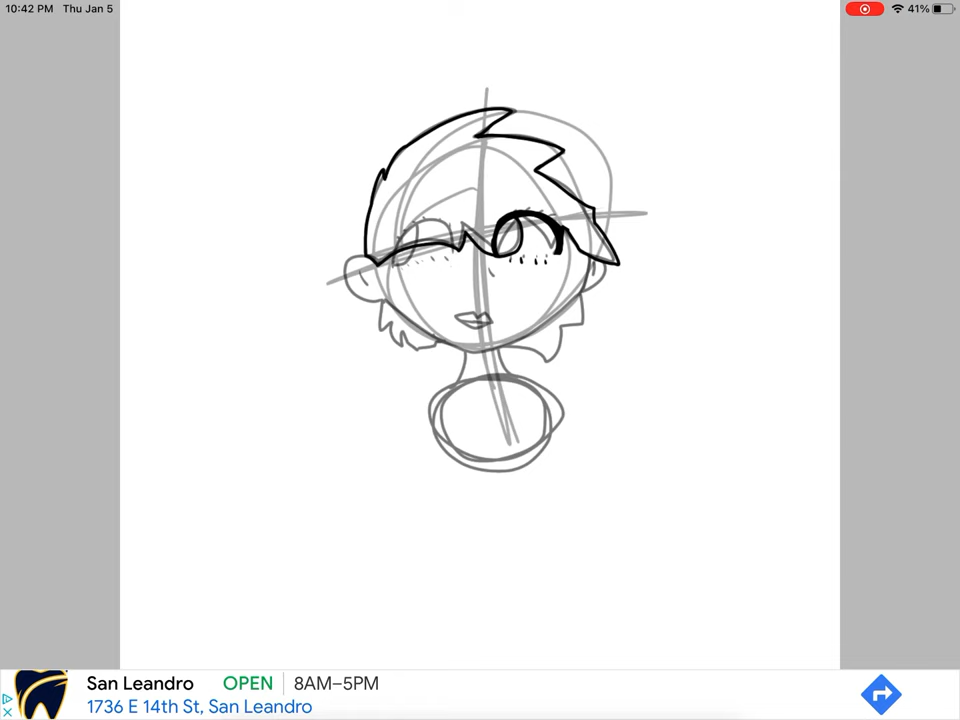 10:42 PM Thu Jan 5
41%
San Leandro OPEN 8AM–5PM
1736 E 14th St, San Leandro